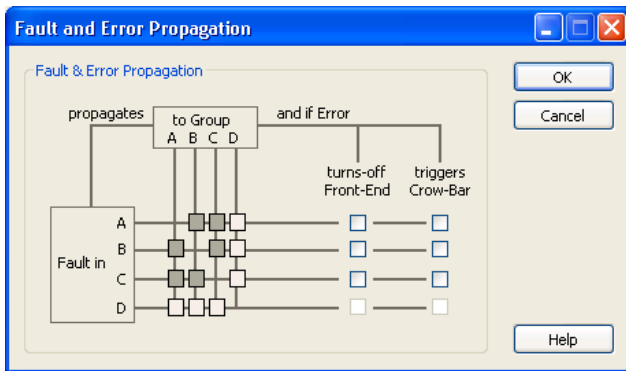 Fault and Error Propagation
Fault & Error Propagation
OK
Cancel
propagates
to Group
A B C D
and if Error
turns-off
Front-End
triggers
Crow-Bar
Fault in
A
B
C
D
Help